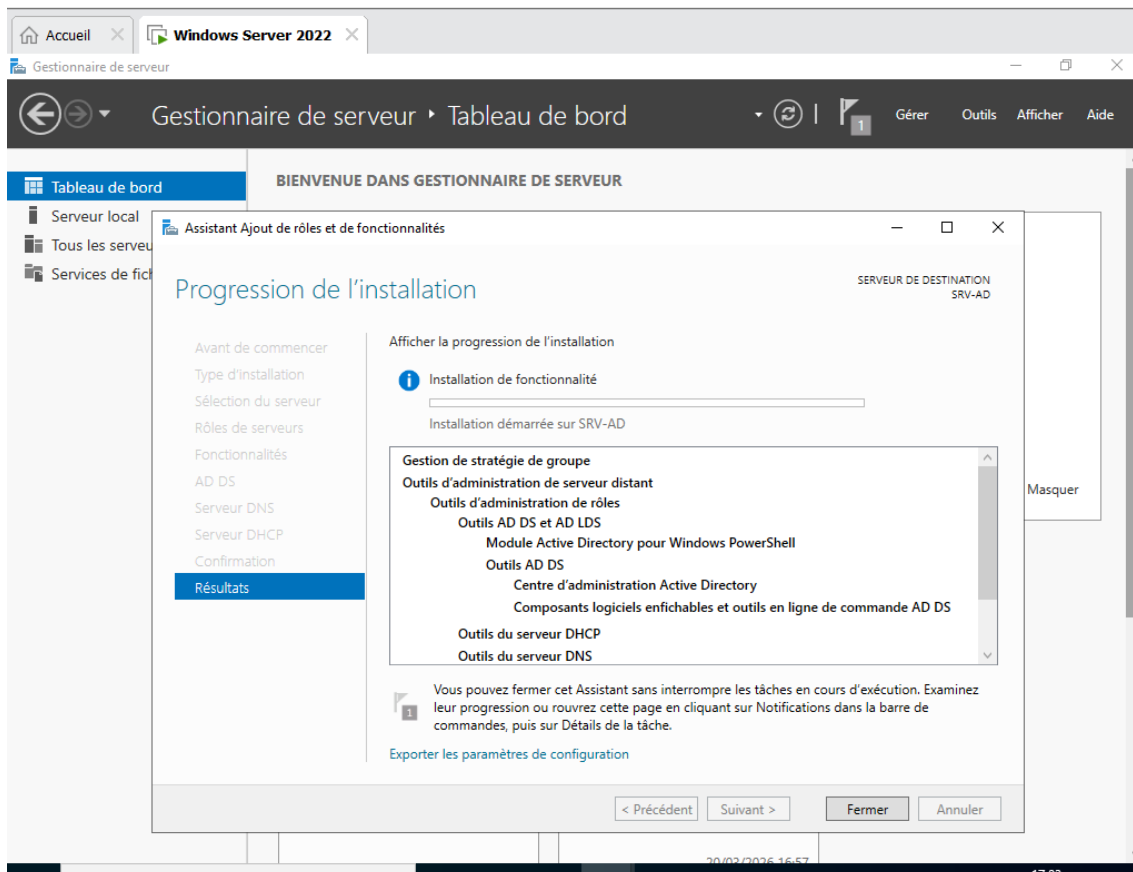 Accueil
Windows Server 2022
Gestionnaire de serveur
Gestionnaire de serveur
Tableau de bord
1
Gérer
Outils
Afficher
Aide
Tableau de bord
Serveur local
Tous les serveu
Services de fich
BIENVENUE DANS GESTIONNAIRE DE SERVEUR
Masquer
Assistant Ajout de rôles et de fonctionnalités
Progression de l'installation
SERVEUR DE DESTINATION
SRV-AD
Avant de commencer
Type d'installation
Sélection du serveur
Rôles de serveurs
Fonctionnalités
AD DS
Serveur DNS
Serveur DHCP
Confirmation
Résultats
Afficher la progression de l'installation
Installation de fonctionnalité
Installation démarrée sur SRV-AD
Gestion de stratégie de groupe
Outils d'administration de serveur distant
Outils d'administration de rôles
Outils AD DS et AD LDS
Module Active Directory pour Windows PowerShell
Outils AD DS
Centre d'administration Active Directory
Composants logiciels enfichables et outils en ligne de commande AD DS
Outils du serveur DHCP
Outils du serveur DNS
1
Vous pouvez fermer cet Assistant sans interrompre les tâches en cours d'exécution. Examinez
leur progression ou rouvrez cette page en cliquant sur Notifications dans la barre de
commandes, puis sur Détails de la tâche.
Exporter les paramètres de configuration
< Précédent
Suivant >
Fermer
Annuler
20/03/2026 16:57